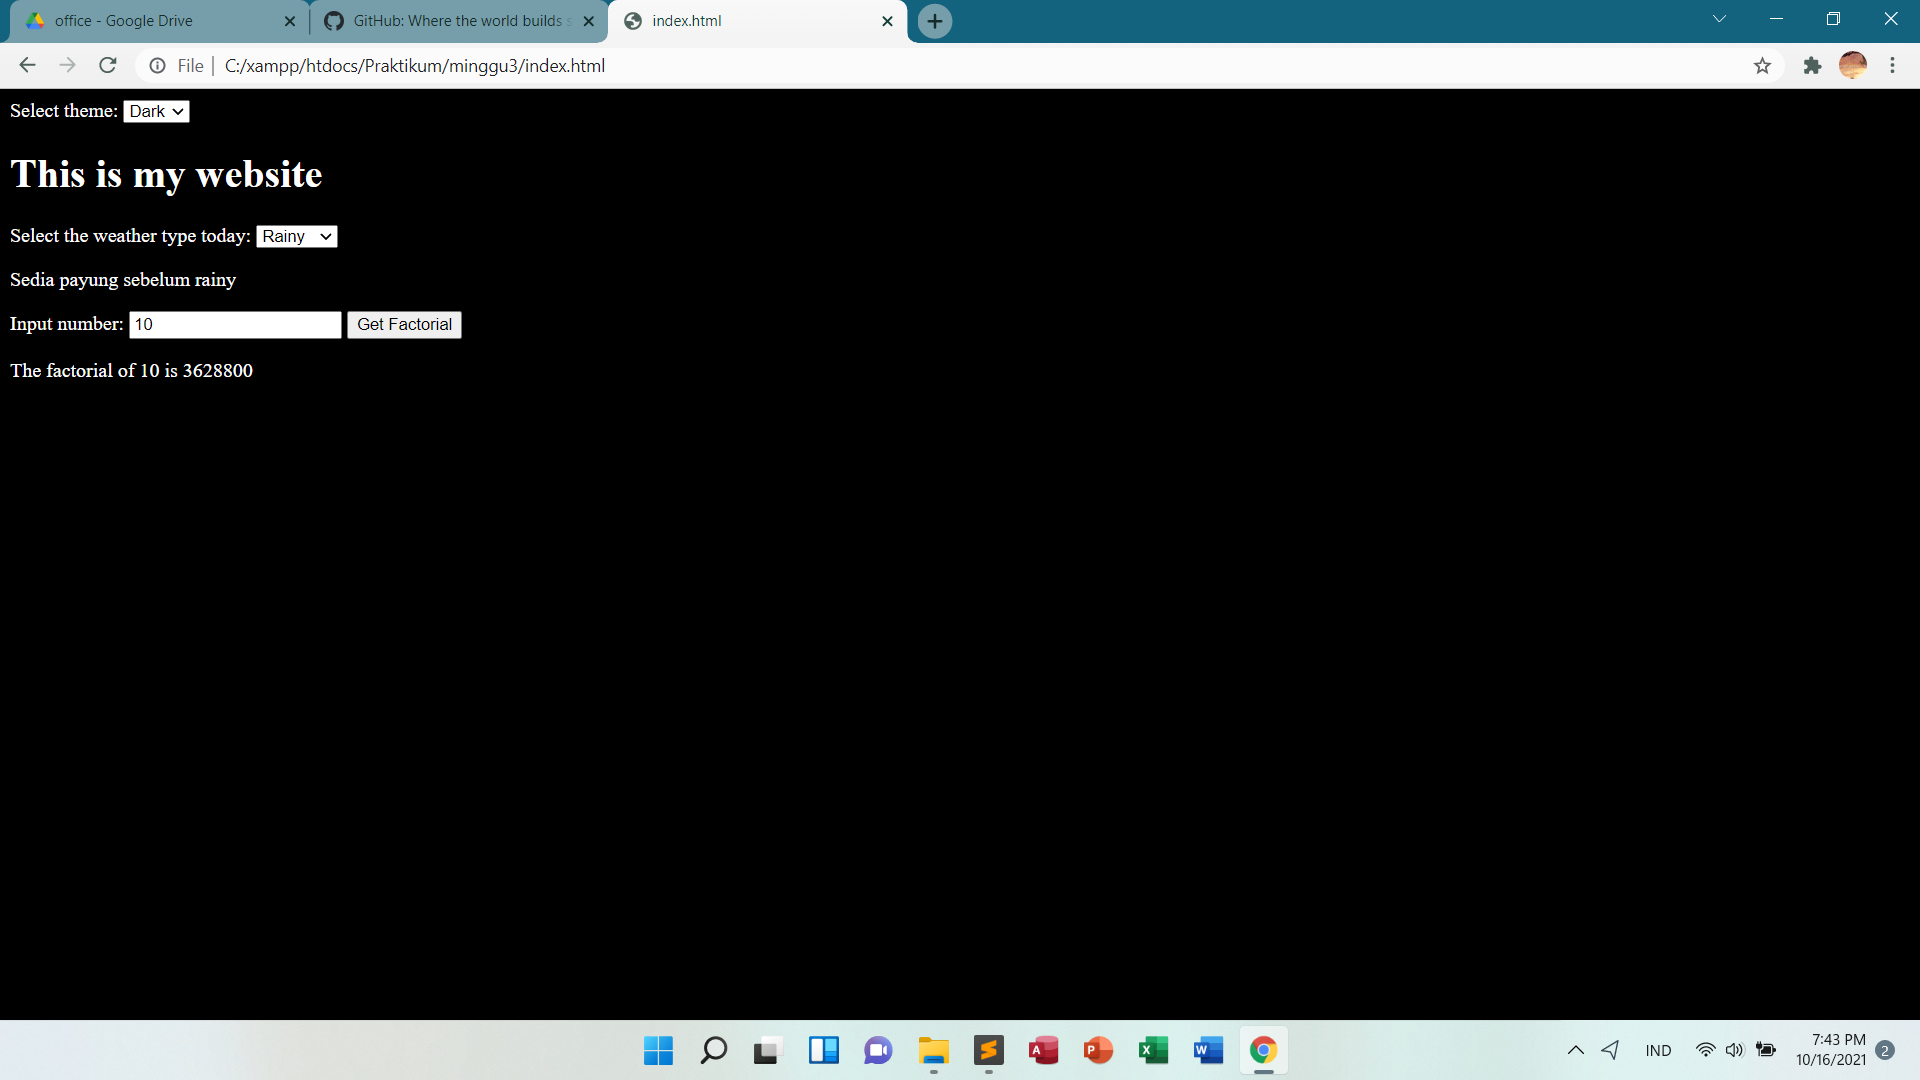 office - Google Drive
GitHub: Where the world builds s
index.html
File | C:/xampp/htdocs/Praktikum/minggu3/index.html
Select theme: Dark
This is my website
Select the weather type today: Rainy
Sedia payung sebelum rainy
Input number: 10 Get Factorial
The factorial of 10 is 3628800
A
P
X
W
IND
7:43 PM
10/16/2021
2